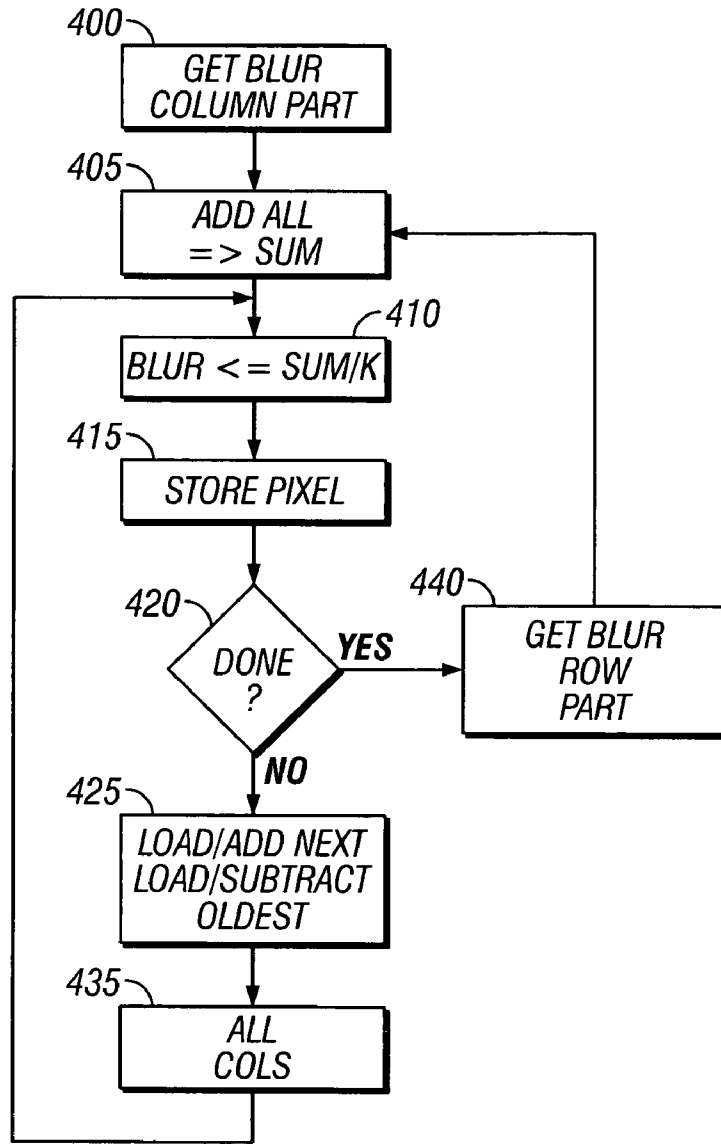 400
GET BLUR
COLUMN PART
405
ADD ALL
= > SUM
410
BLUR < = SUM/K
415
STORE PIXEL
420
DONE
?
YES
440
GET BLUR
ROW
PART
NO
425
LOAD/ADD NEXT
LOAD/SUBTRACT
OLDEST
435
ALL
COLS